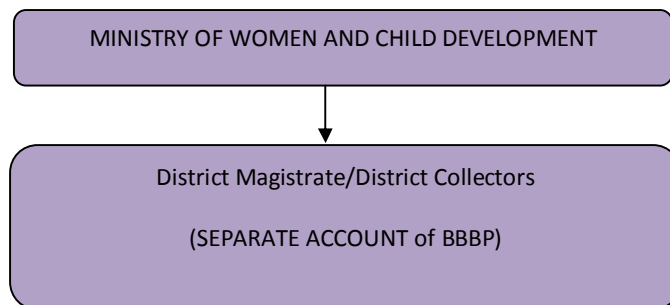 MINISTRY OF WOMEN AND CHILD DEVELOPMENT
District Magistrate/District Collectors
(SEPARATE ACCOUNT of BBBP)